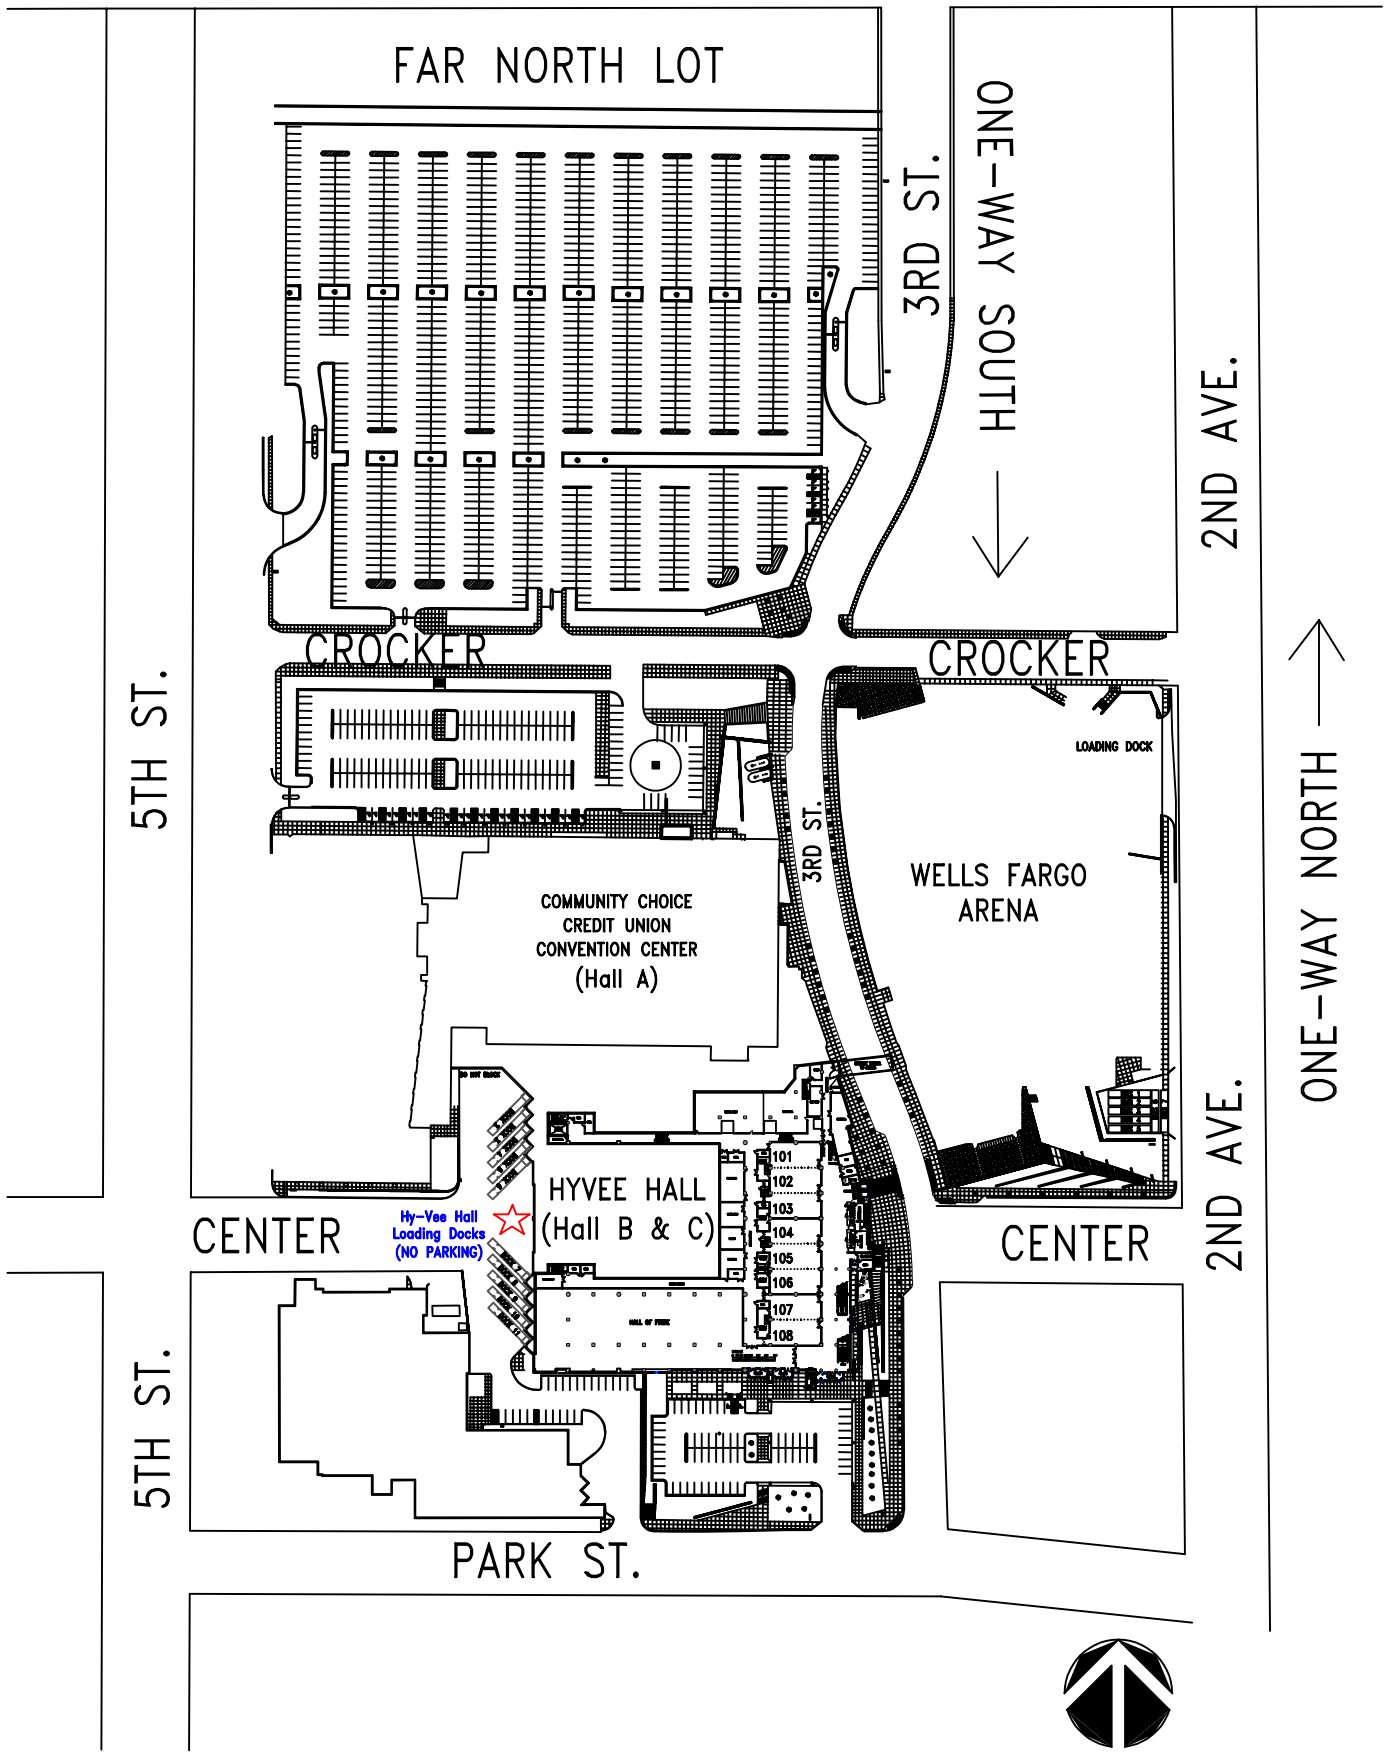 FAR NORTH LOT
ONE-WAY SOUTH
3RD ST.
2ND AVE.
CROCKER
CROCKER
5TH ST.
LOADING DOCK
ONE-WAY NORTH
3RD ST.
WELLS FARGO
ARENA
COMMUNITY CHOICE
CREDIT UNION
CONVENTION CENTER
(Hall A)
DO NOT BLOCK
101
102
103
104
105
106
107
108
HYVEE HALL
(Hall B & C)
Hy-Vee Hall
Loading Docks
(NO PARKING)
CENTER
CENTER
2ND AVE.
HALL OF PRIDE
5TH ST.
PARK ST.